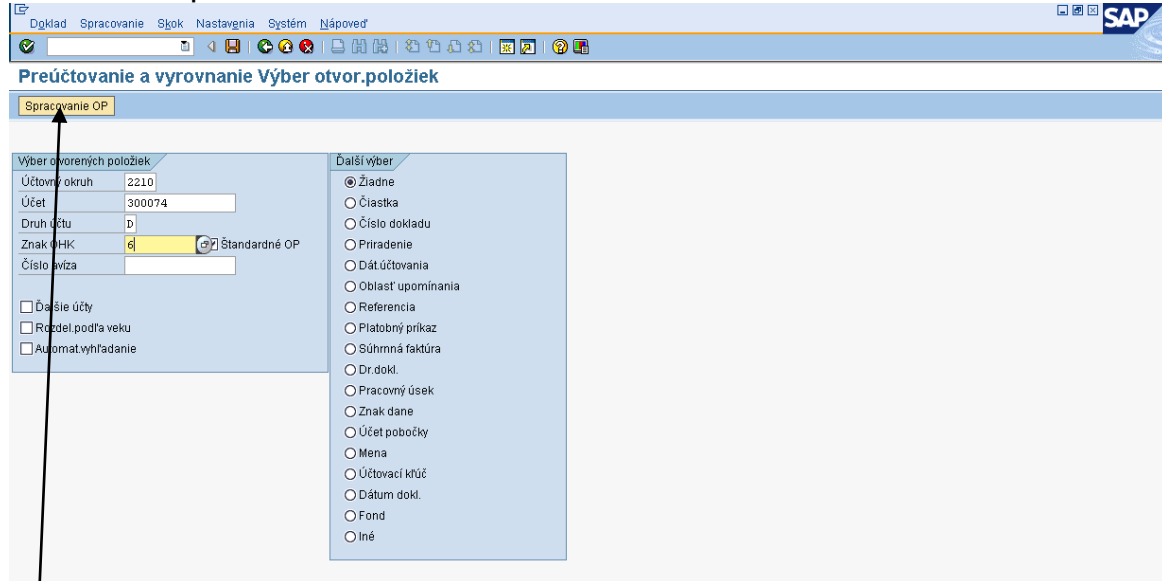 Doklad Spracovanie Skok Nastavenia Systém Nápoveď
SAP
Preúčtovanie a vyrovnanie Výber otvor.položiek
Spracovanie OP
Výber otvorených položiek
Účtovný okruh 2210
Účet 300074
Druh účtu D
Znak OHK 6 Štandardné OP
Číslo avíza
Ďalšie účty
Rozdel.podľa veku
Automat.vyhľadanie
Ďalší výber
Žiadne
Čiastka
Číslo dokladu
Priradenie
Dát.účtovania
Oblasť upomínania
Referencia
Platobný príkaz
Súhrnná faktúra
Dr.dokl.
Pracovný úsek
Znak dane
Účet pobočky
Mena
Účtovací kľúč
Dátum dokl.
Fond
Iné